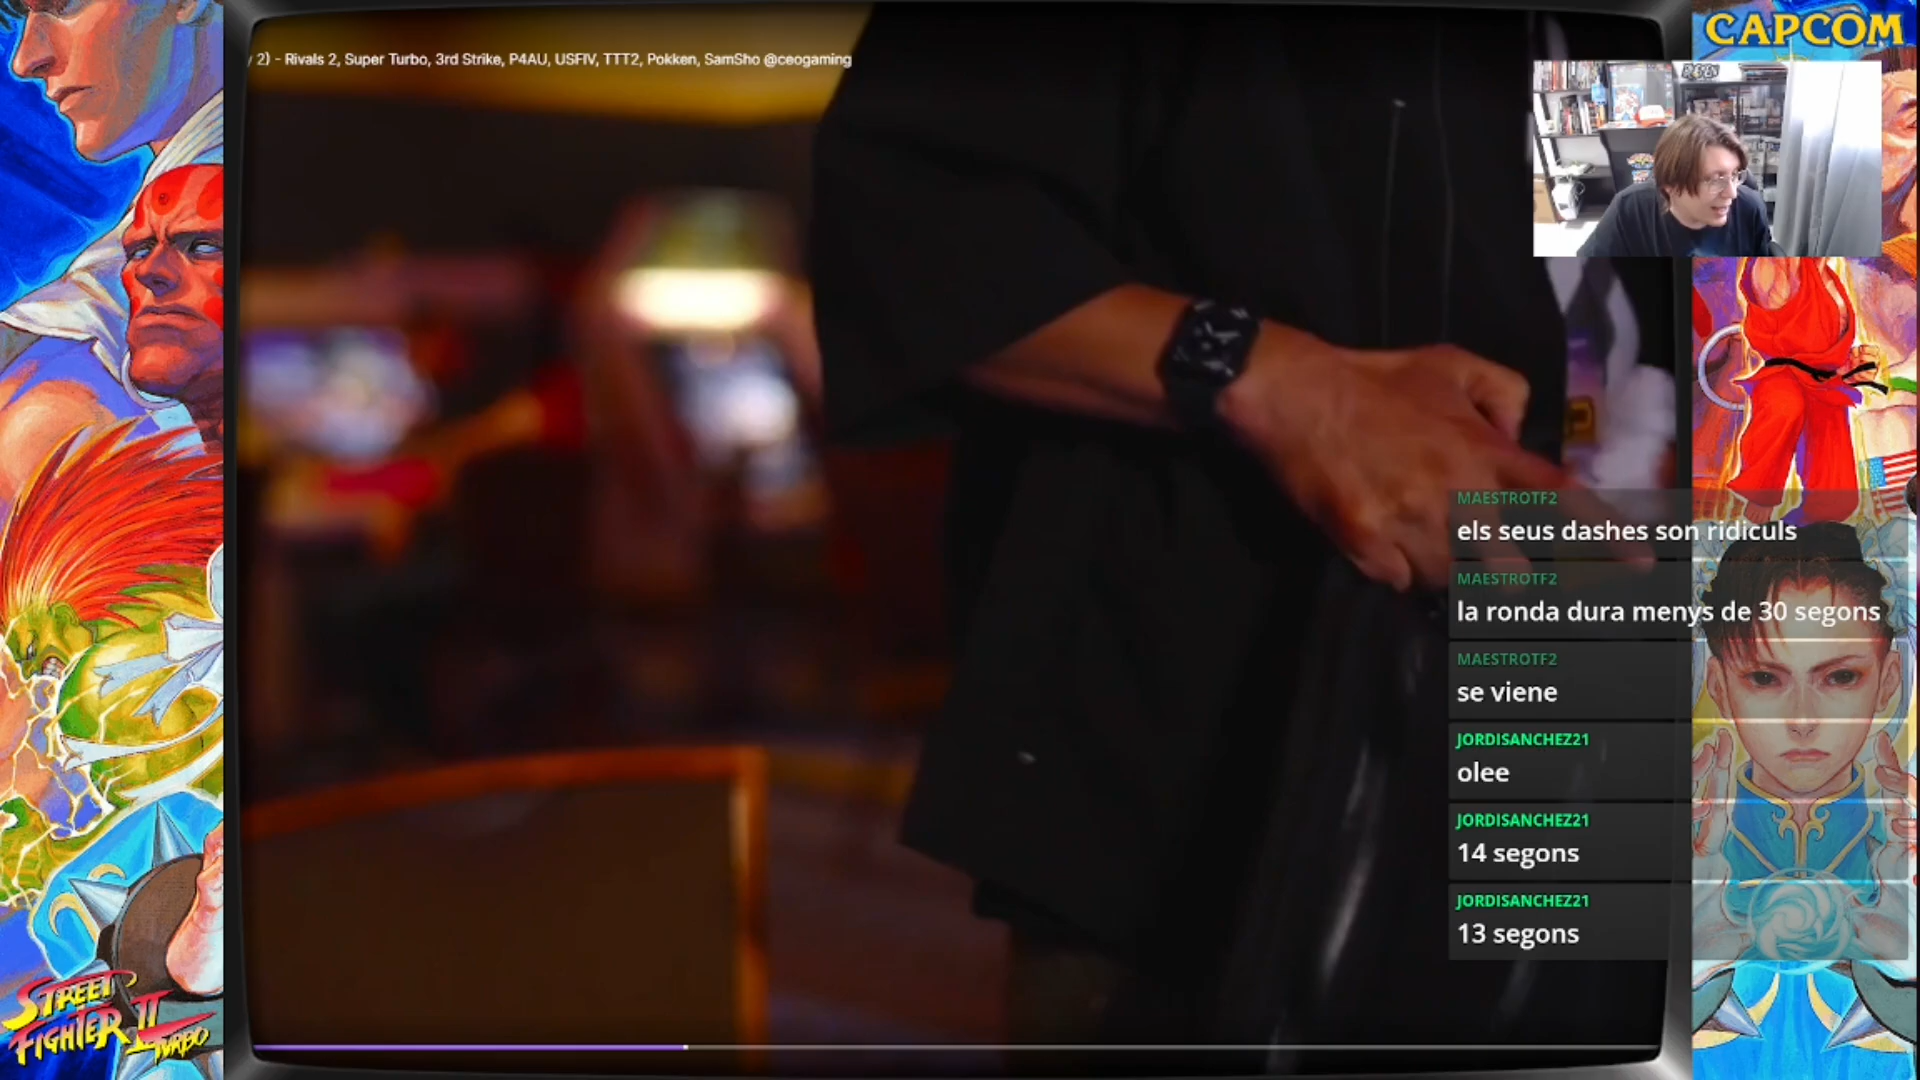 CAPCOM
2) - Rivals 2, Super Turbo, 3rd Strike, P4AU, USFIV, TTT2, Pokken, SamSho @ceogaming
MAESTROTF2
els seus dashes son ridiculs
MAESTROTF2
la ronda dura menys de 30 segons
MAESTROTF2
se viene
JORDISANCHEZ21
olee
JORDISANCHEZ21
14 segons
JORDISANCHEZ21
13 segons
STREET
FIGHTER II
TURBO